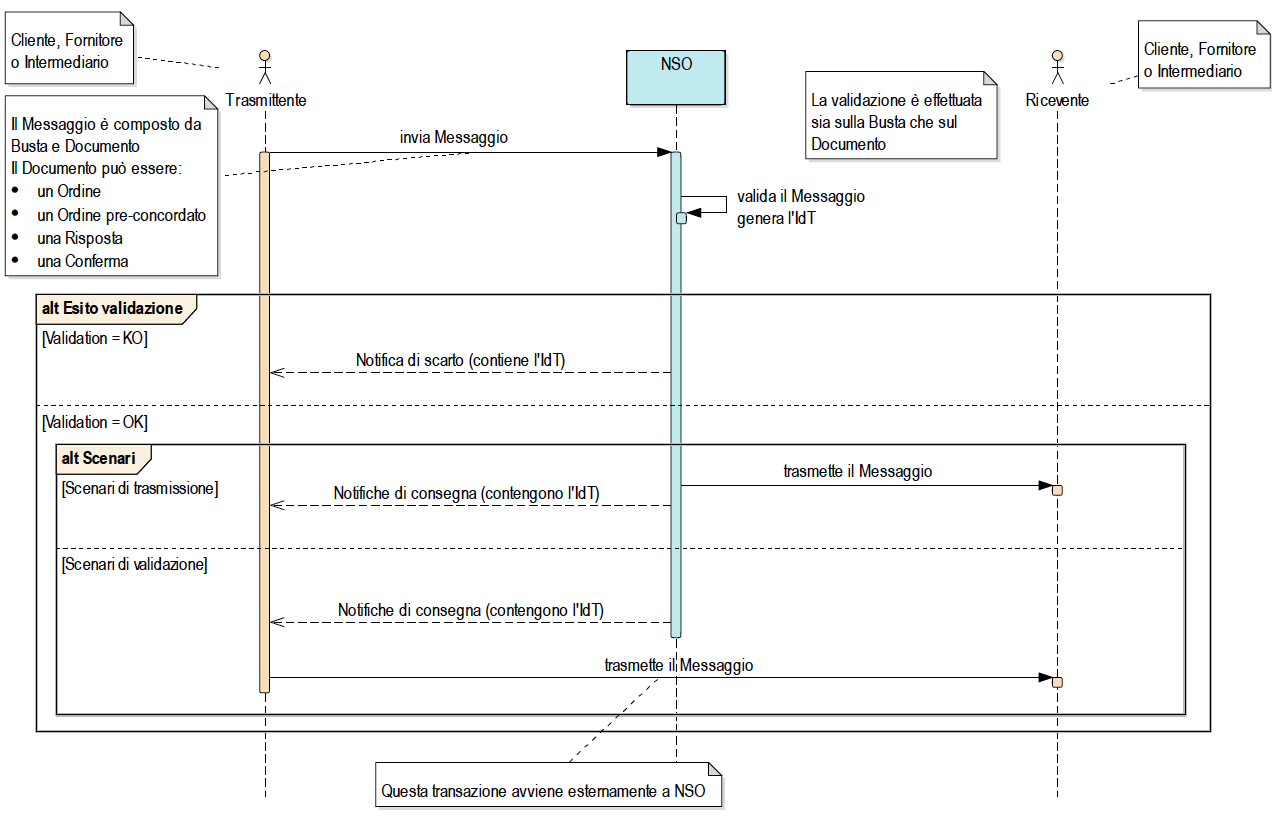 Cliente, Fornitore
o Intermediario
Trasmittente
NSO
La validazione è effettuata
sia sulla Busta che sul
Documento
Ricevente
Cliente, Fornitore
o Intermediario
Il Messaggio è composto da
Busta e Documento
Il Documento può essere:
• un Ordine
• un Ordine pre-concordato
• una Risposta
• una Conferma
invia Messaggio
valida il Messaggio
genera l'IdT
alt Esito validazione
[Validation = KO]
Notifica di scarto (contiene l'IdT)
[Validation = OK]
alt Scenari
[Scenari di trasmissione]
trasmette il Messaggio
Notifiche di consegna (contengono l'IdT)
[Scenari di validazione]
Notifiche di consegna (contengono l'IdT)
trasmette il Messaggio
Questa transazione avviene esternamente a NSO